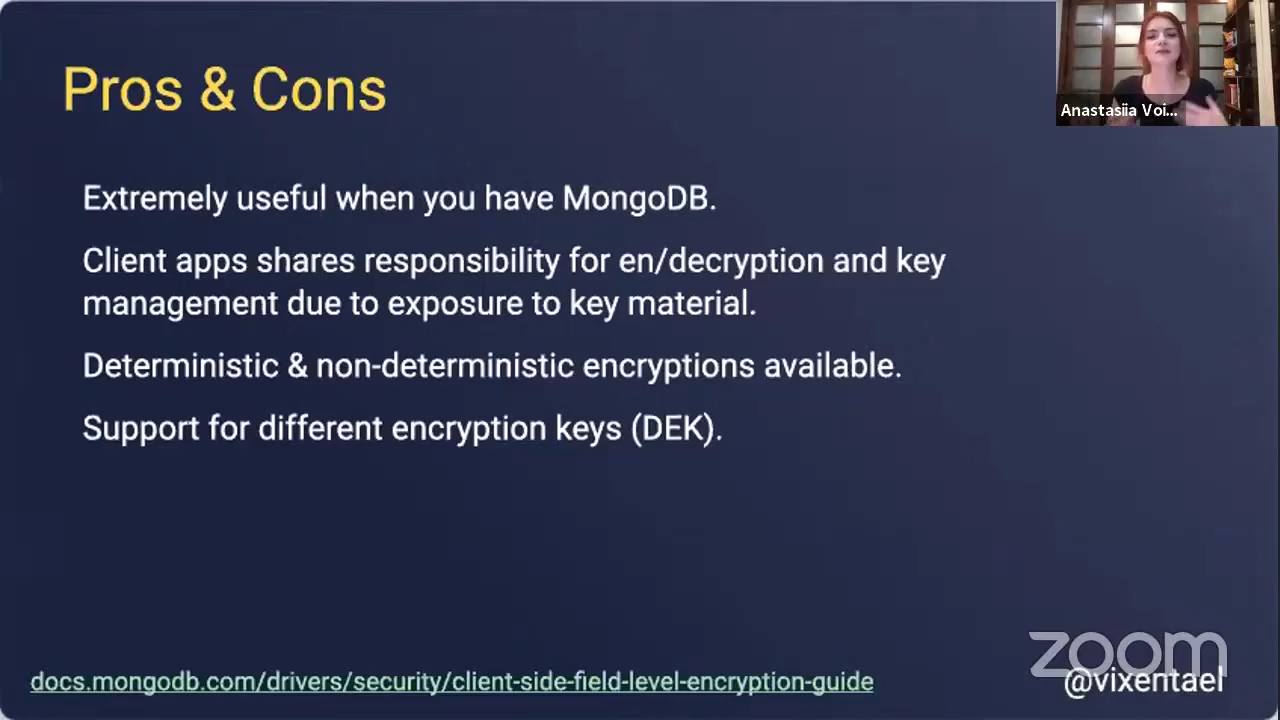 Pros & Cons
Anastasiia Voi...
Extremely useful when you have MongoDB.
Client apps shares responsibility for en/decryption and key
management due to exposure to key material.
Deterministic & non-deterministic encryptions available.
Support for different encryption keys (DEK).
zoom
docs.mongodb.com/drivers/security/client-side-field-level-encryption-guide
@vixentael